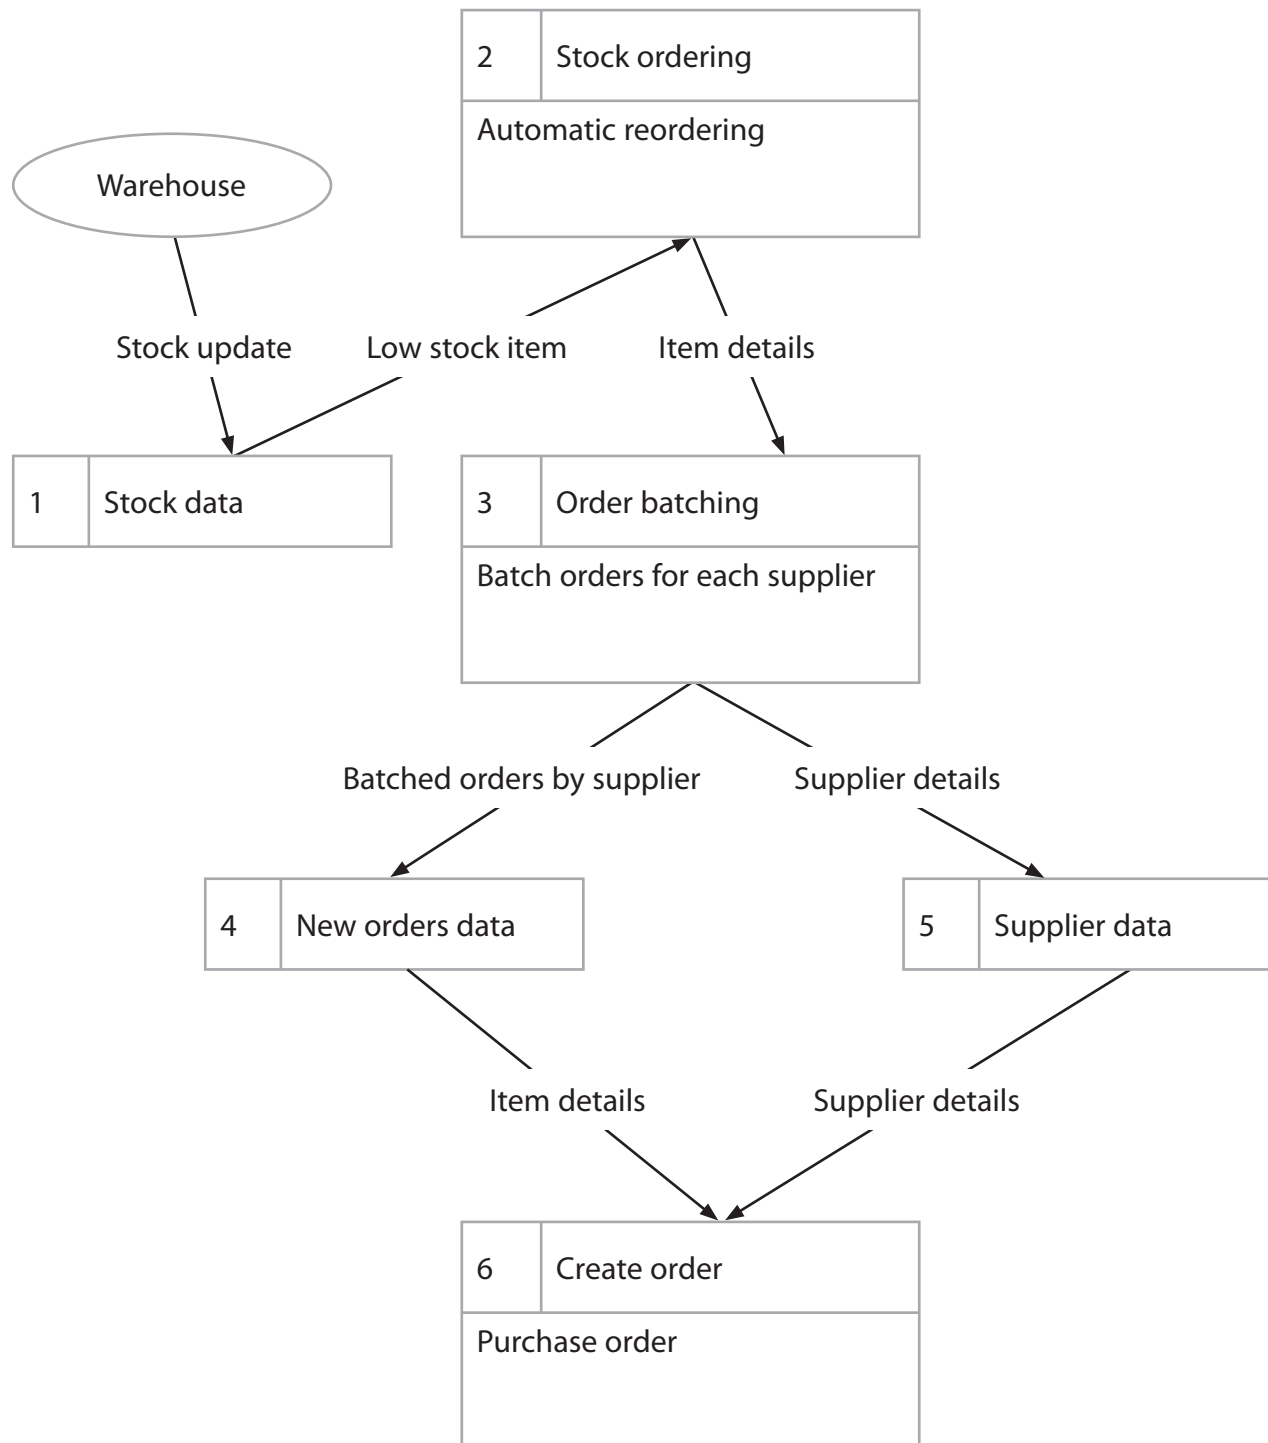 2 Stock ordering
Automatic reordering
Warehouse
Stock update
Low stock item
Item details
1 Stock data
3 Order batching
Batch orders for each supplier
Batched orders by supplier
Supplier details
4 New orders data
5 Supplier data
Item details
Supplier details
6 Create order
Purchase order